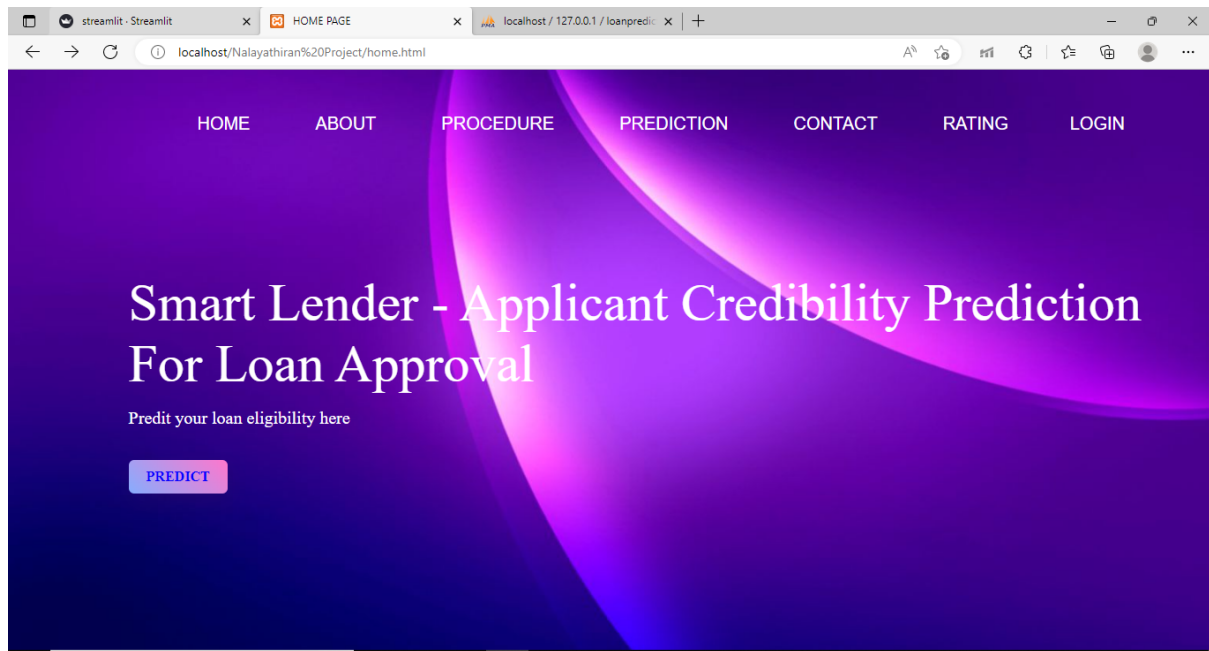 streamlit · Streamlit
HOME PAGE
localhost / 127.0.0.1 / loanpredic
localhost/Nalayathiran%20Project/home.html
HOME ABOUT PROCEDURE PREDICTION CONTACT RATING LOGIN
Smart Lender - Applicant Credibility Prediction
For Loan Approval
Predit your loan eligibility here
PREDICT